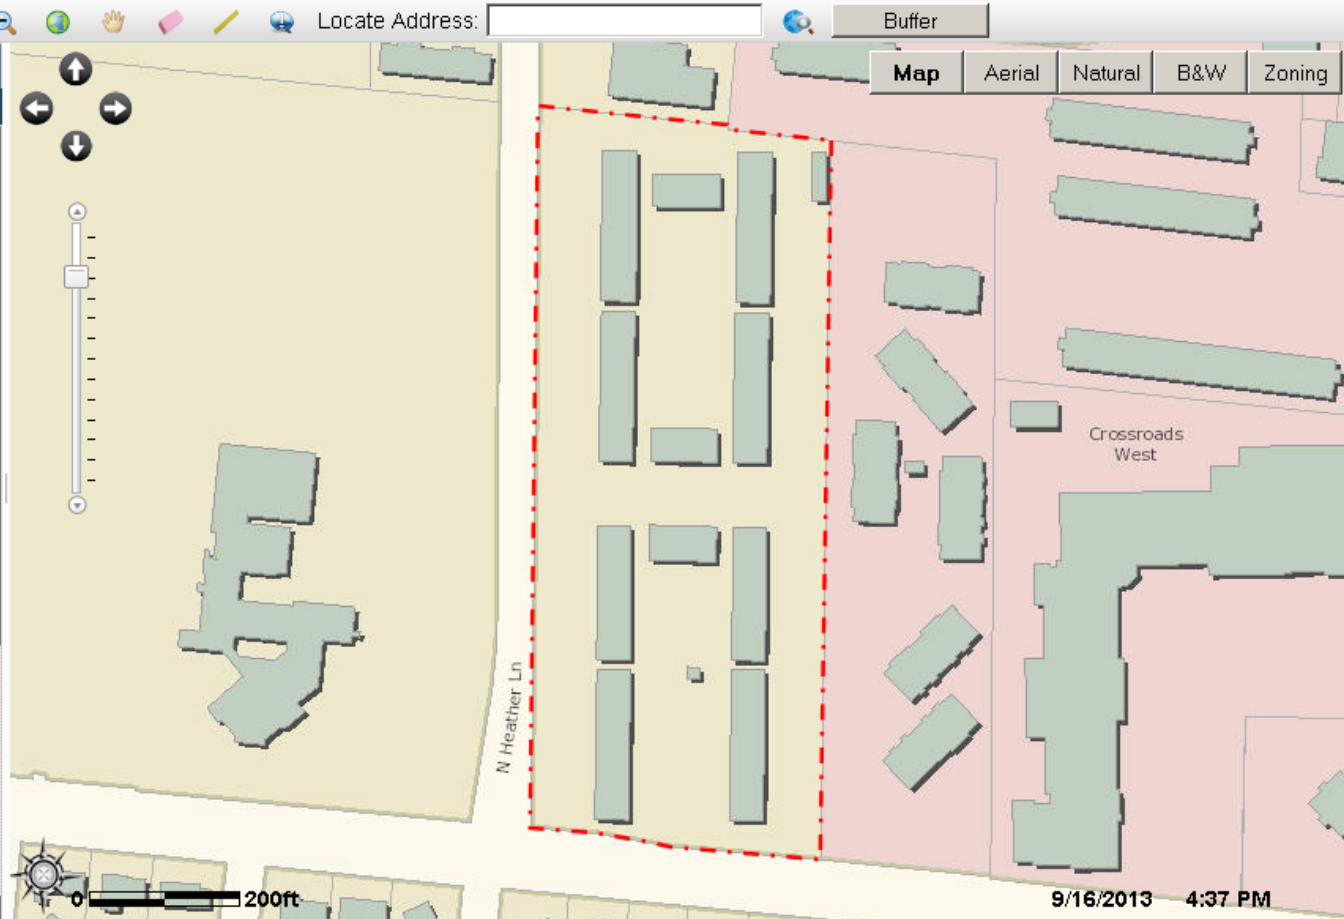 Locate Address:
Buffer
Map
Aerial
Natural
B&W
Zoning
Crossroads
West
N Heather Ln
0
200ft
9/16/2013 4:37 PM